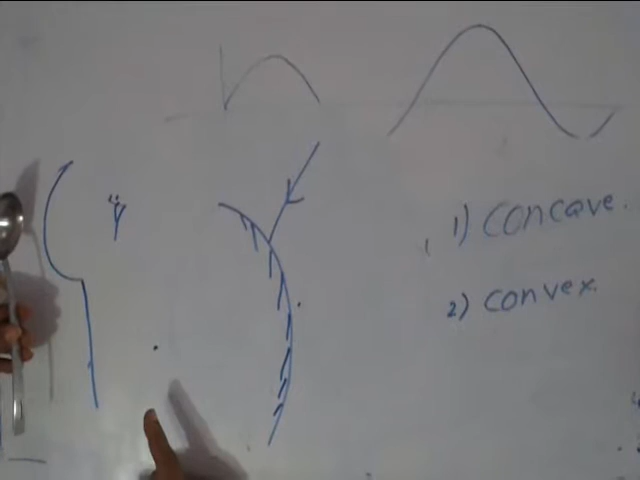 1) concave.
2) convex.